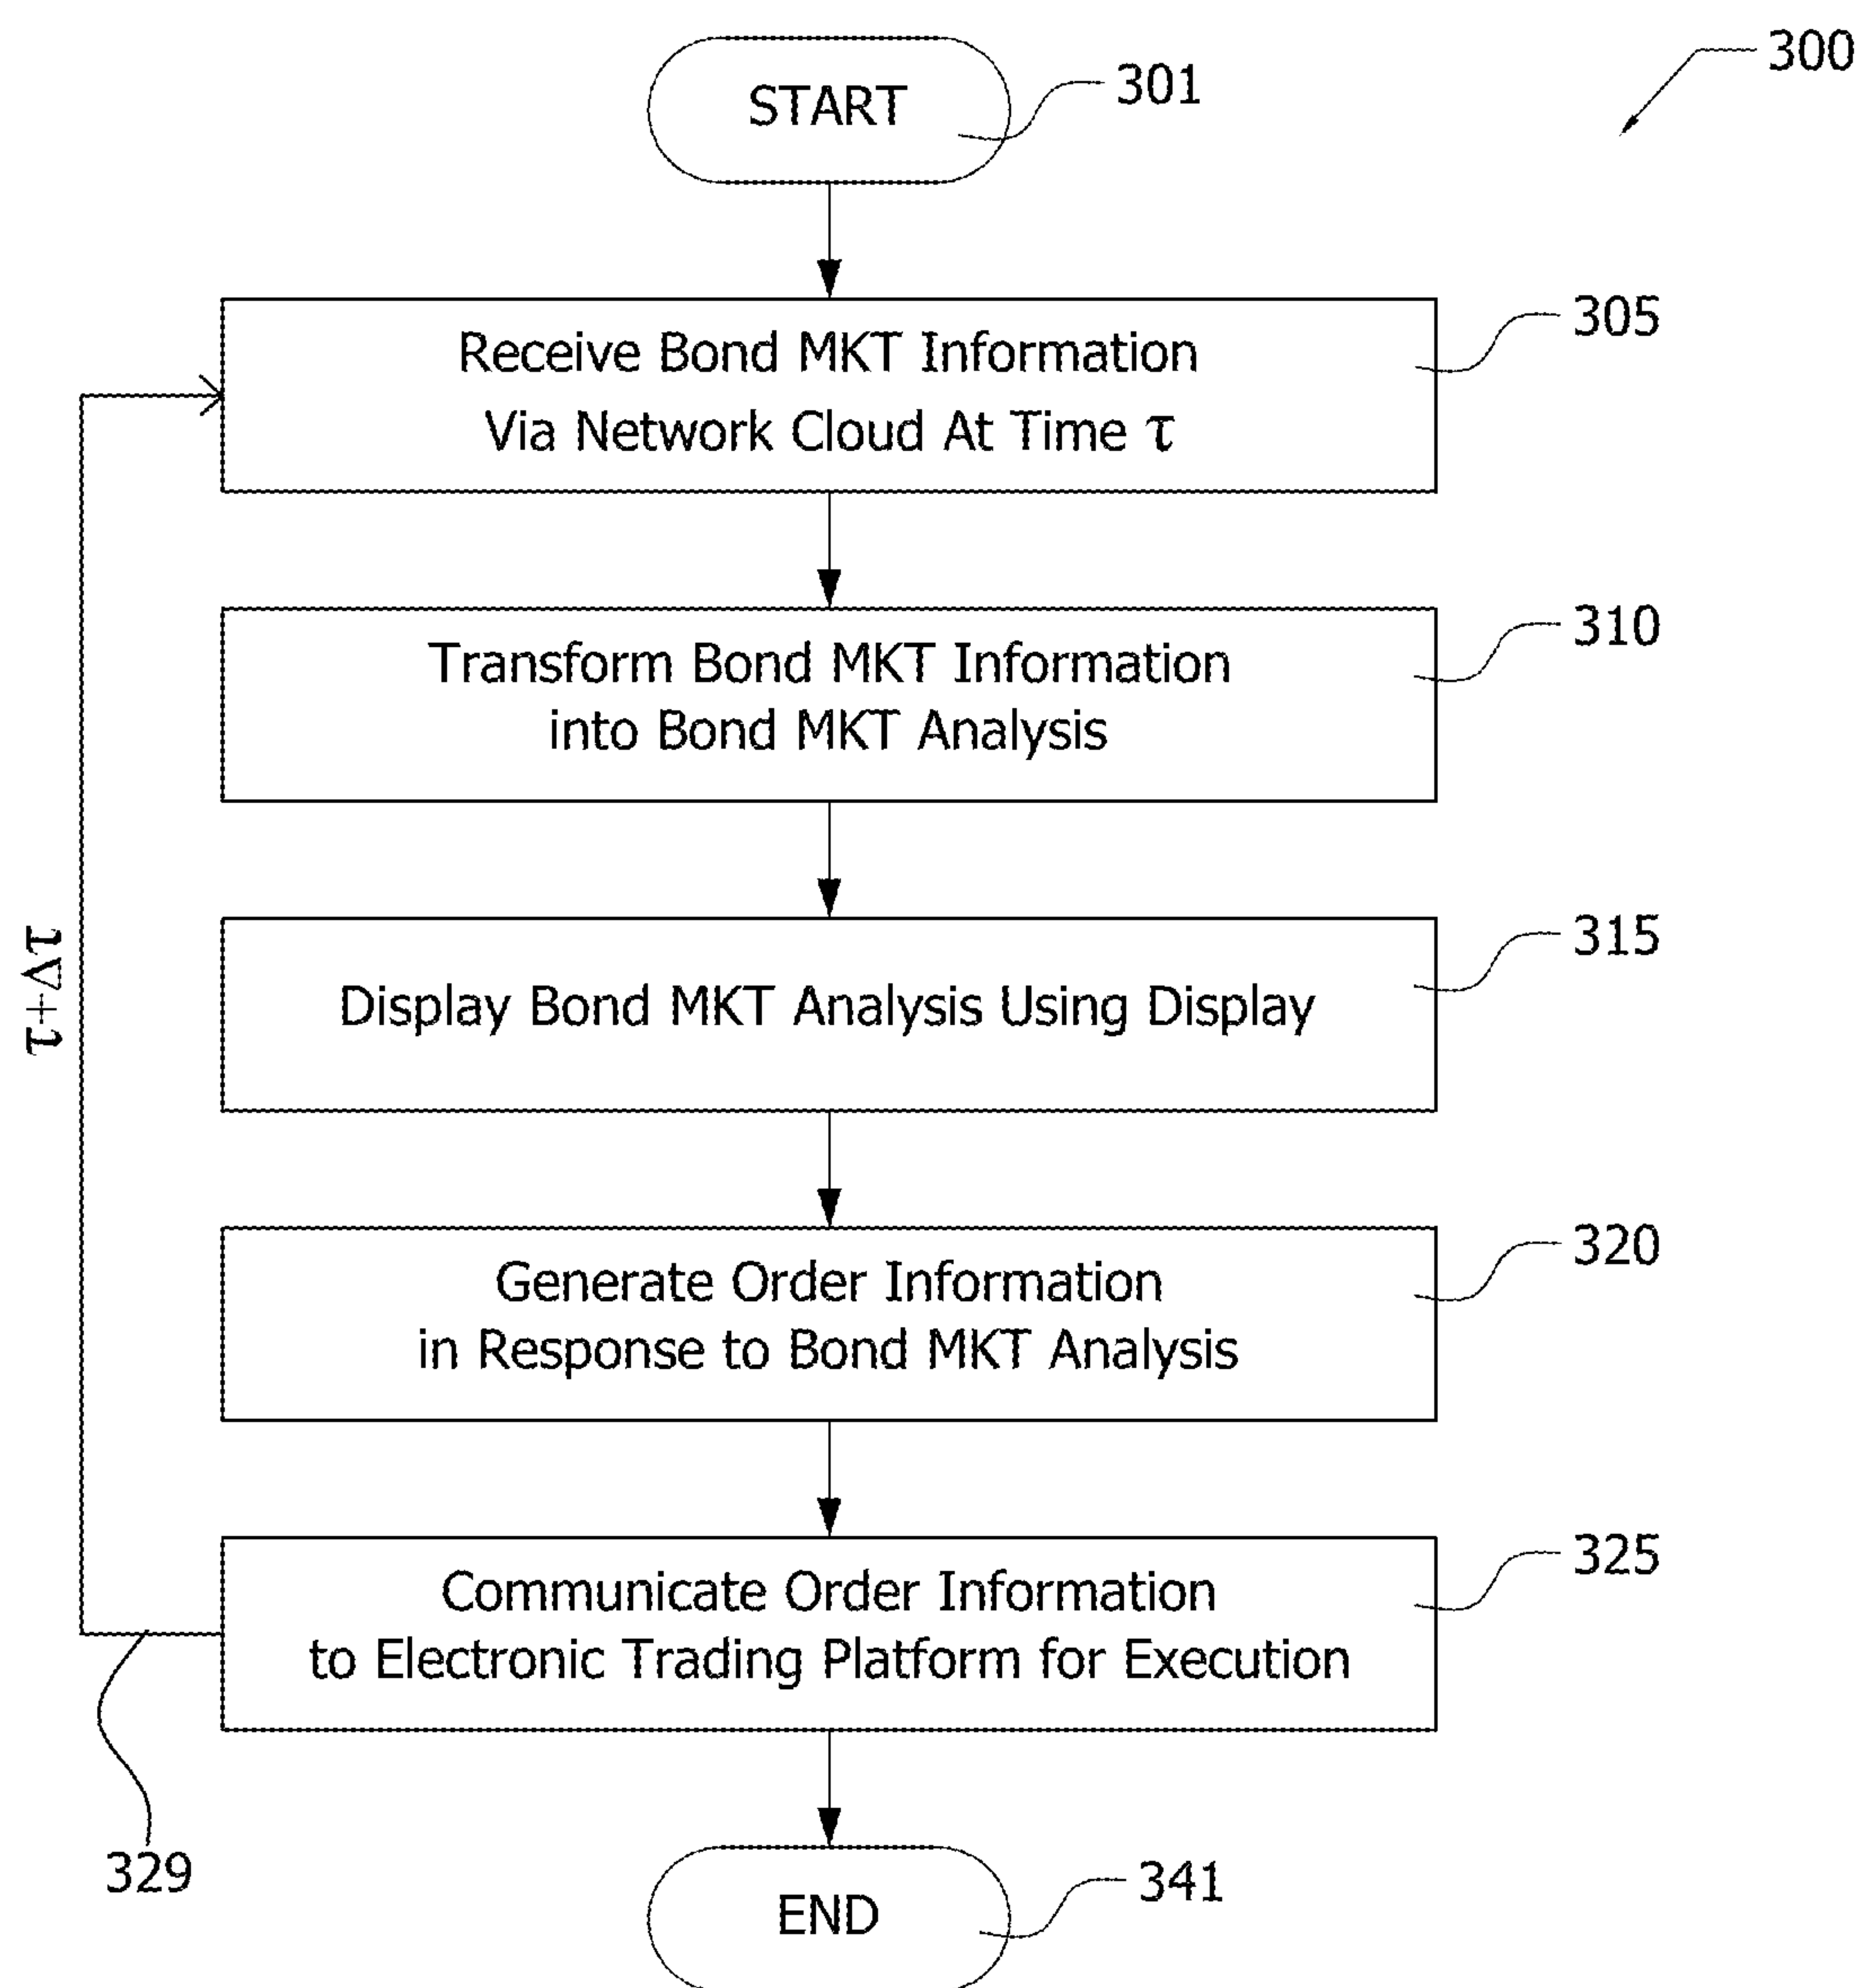 300
START
301
Receive Bond MKT Information
Via Network Cloud At Time τ
305
Transform Bond MKT Information
into Bond MKT Analysis
310
Display Bond MKT Analysis Using Display
315
τ+Δτ
Generate Order Information
in Response to Bond MKT Analysis
320
Communicate Order Information
to Electronic Trading Platform for Execution
325
329
END
341